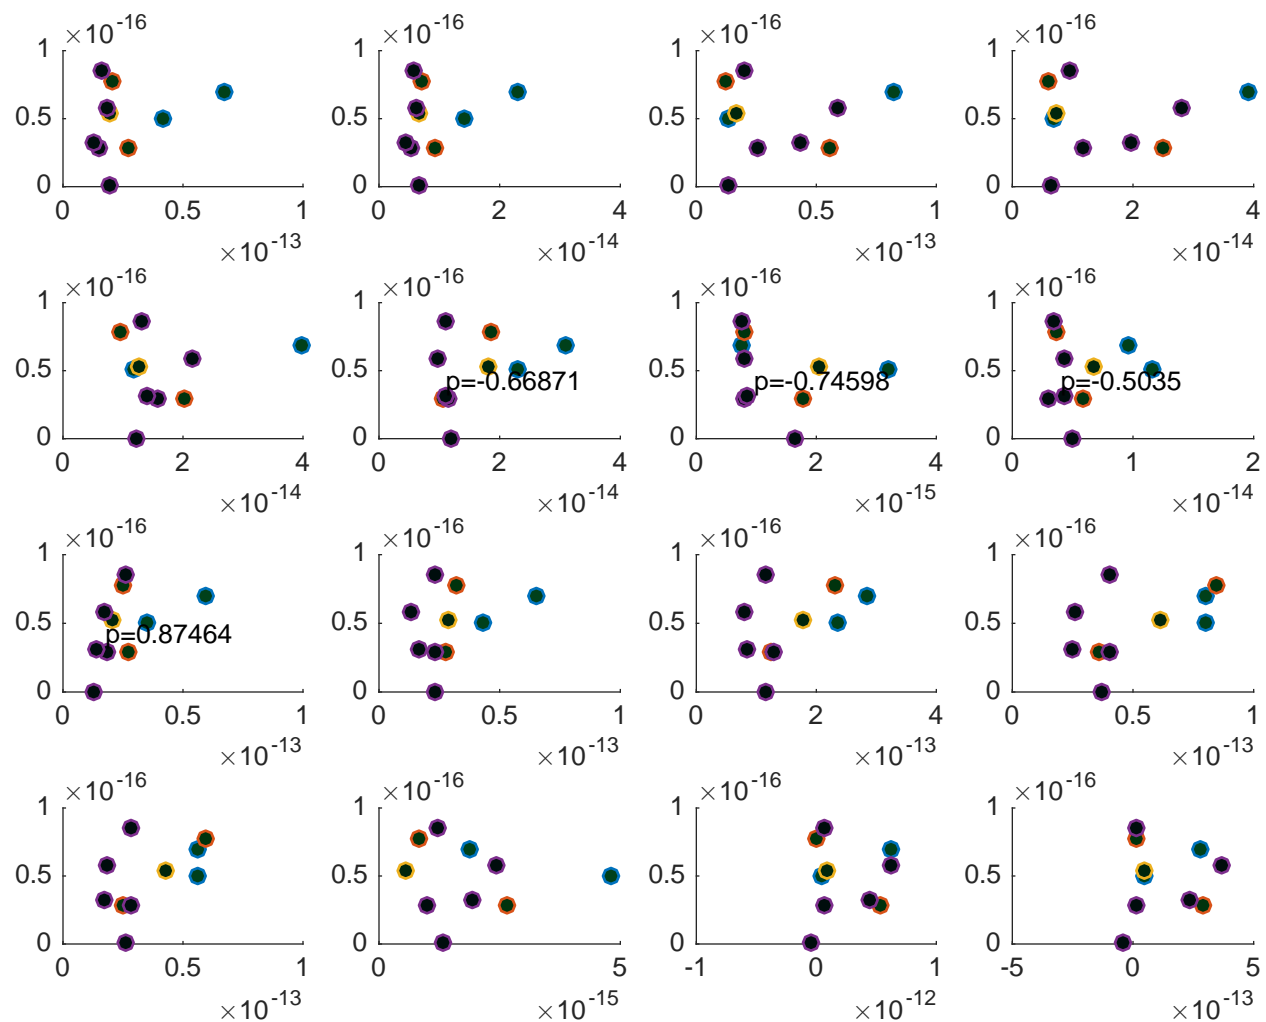 ×10-16 ×10-16 ×10-16 ×10-16
1 1 1 1
0.5 0.5 0.5 0.5
0 0 0 0
0 0.5 1 0 2 4 0 0.5 1 0 2 4
×10-13 ×10-14 ×10-13 ×10-14
×10-16 ×10-16 ×10-16 ×10-16
1 1 1 1
0.5 0.5 0.5 0.5
p=-0.66871 p=-0.74598 p=-0.5035
0 0 0 0
0 2 4 0 2 4 0 2 4 0 1 2
×10-14 ×10-14 ×10-15 ×10-14
×10-16 ×10-16 ×10-16 ×10-16
1 1 1 1
0.5 0.5 0.5 0.5
p=0.87464
0 0 0 0
0 0.5 1 0 0.5 1 0 2 4 0 0.5 1
×10-13 ×10-13 ×10-13 ×10-13
×10-16 ×10-16 ×10-16 ×10-16
1 1 1 1
0.5 0.5 0.5 0.5
0 0 0 0
0 0.5 1 0 5 -1 0 1 -5 0 5
×10-13 ×10-15 ×10-12 ×10-13